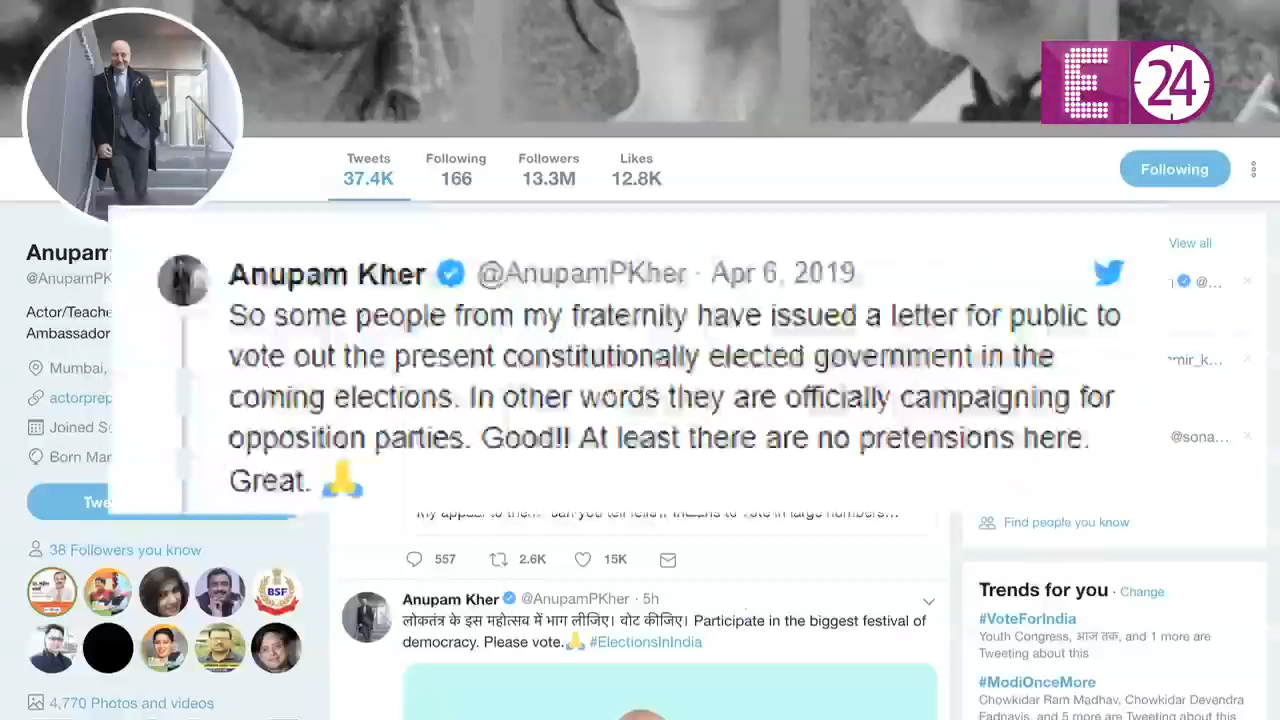 E 24
Tweets Following Followers Likes
37.4K 166 13.3M 12.8K
Following
Anupam
@AnupamPK
Actor/Teache
Ambassador
Mumbai,
actorprep
Joined S
Born Mar
Twe
View all
@...
@sona...
Anupam Kher @AnupamPKher · Apr 6, 2019
So some people from my fraternity have issued a letter for public to
vote out the present constitutionally elected government in the
coming elections. In other words they are officially campaigning for
opposition parties. Good!! At least there are no pretensions here.
Great. 🙏
557 2.6K 15K
38 Followers you know
BSF
4,770 Photos and videos
Anupam Kher @AnupamPKher · 5h
लोकतंत्र के इस महोत्सव में भाग लीजिए। वोट कीजिए। Participate in the biggest festival of
democracy. Please vote.🙏 #ElectionsInIndia
Find people you know
Trends for you · Change
#VoteForIndia
Youth Congress, आज तक, and 1 more are
Tweeting about this
#ModiOnceMore
Chowkidar Ram Madhav, Chowkidar Devendra
Fadnavis, and 5 more are Tweeting about this